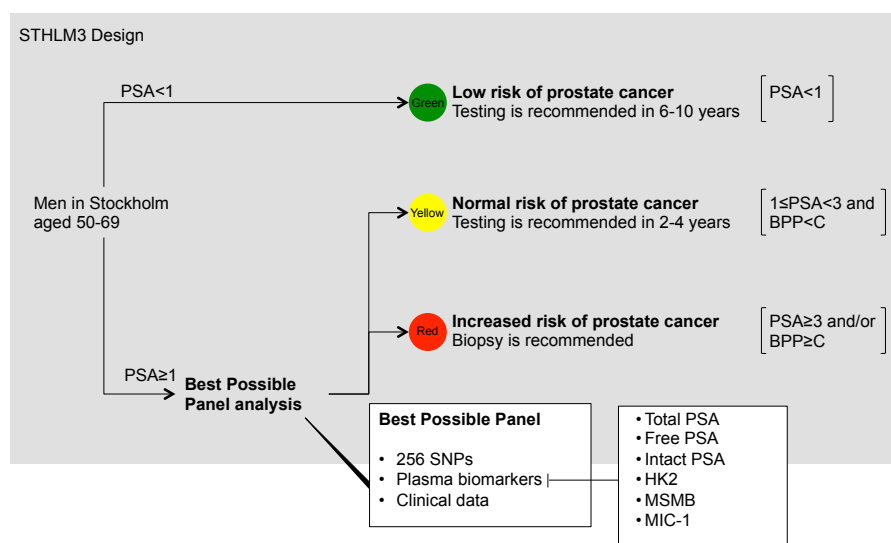 STHLM3 Design
PSA<1
Green
Low risk of prostate cancer
Testing is recommended in 6-10 years
PSA<1
Men in Stockholm
aged 50-69
Yellow
Normal risk of prostate cancer
Testing is recommended in 2-4 years
1≤PSA<3 and
BPP<C
Red
Increased risk of prostate cancer
Biopsy is recommended
PSA≥3 and/or
BPP≥C
PSA≥1
Best Possible
Panel analysis
Best Possible Panel
• 256 SNPs
• Plasma biomarkers
• Clinical data
• Total PSA
• Free PSA
• Intact PSA
• HK2
• MSMB
• MIC-1